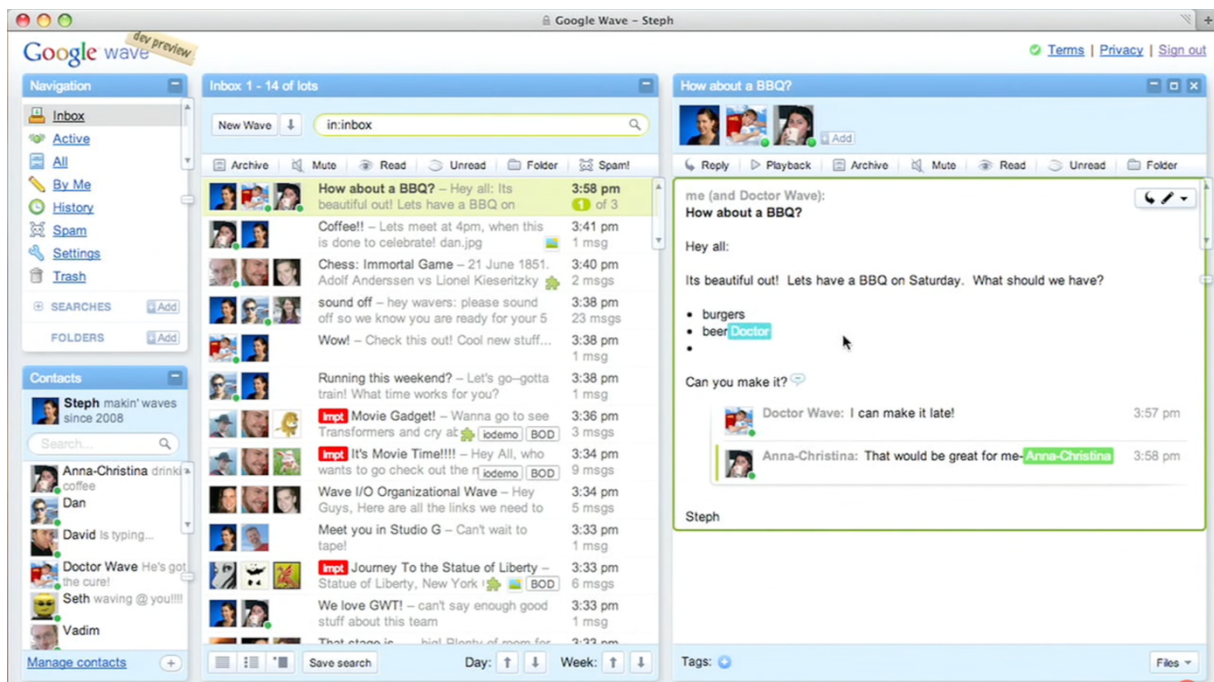 Google Wave – Steph
Google wave
dev preview
Terms | Privacy | Sign out
Navigation
Inbox
Active
All
By Me
History
Spam
Settings
Trash
SEARCHES Add
FOLDERS Add
Contacts
Steph makin' waves
since 2008
Search...
Anna-Christina drinkin
coffee
Dan
David Is typing...
Doctor Wave He's got
the cure!
Seth waving @ you!!!!
Vadim
Manage contacts
Inbox 1 - 14 of lots
New Wave in:inbox
Archive Mute Read Unread Folder Spam!
How about a BBQ? – Hey all: Its 3:58 pm
beautiful out! Lets have a BBQ on 1 of 3
Coffee!! – Lets meet at 4pm, when this 3:41 pm
is done to celebrate! dan.jpg 1 msg
Chess: Immortal Game – 21 June 1851. 3:40 pm
Adolf Anderssen vs Lionel Kieseritzky 2 msgs
sound off – hey wavers: please sound 3:38 pm
off so we know you are ready for your 5 23 msgs
Wow! – Check this out! Cool new stuff... 3:38 pm
1 msg
Running this weekend? – Let's go–gotta 3:38 pm
train! What time works for you? 1 msg
Impt Movie Gadget! – Wanna go to see 3:36 pm
Transformers and cry at iodemo BOD 3 msgs
Impt It's Movie Time!!!! – Hey All, who 3:34 pm
wants to go check out the n iodemo BOD 9 msgs
Wave I/O Organizational Wave – Hey 3:34 pm
Guys, Here are all the links we need to 5 msgs
Meet you in Studio G – Can't wait to 3:33 pm
tape! 1 msg
Impt Journey To the Statue of Liberty – 3:33 pm
Statue of Liberty, New York BOD 6 msgs
We love GWT! – can't say enough good 3:33 pm
stuff about this team 1 msg
That stage is big! Plenty of room for 3:33 pm
Save search Day: Week:
How about a BBQ?
Add
Reply Playback Archive Mute Read Unread Folder
me (and Doctor Wave):
How about a BBQ?
Hey all:
Its beautiful out! Lets have a BBQ on Saturday. What should we have?
• burgers
• beer Doctor
•
Can you make it?
Doctor Wave: I can make it late! 3:57 pm
Anna-Christina: That would be great for me- Anna-Christina 3:58 pm
Steph
Tags: Files